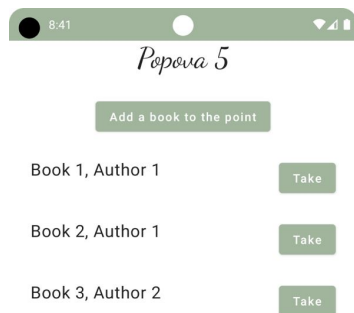 8:41
Popova 5
Add a book to the point
Book 1, Author 1
Take
Book 2, Author 1
Take
Book 3, Author 2
Take